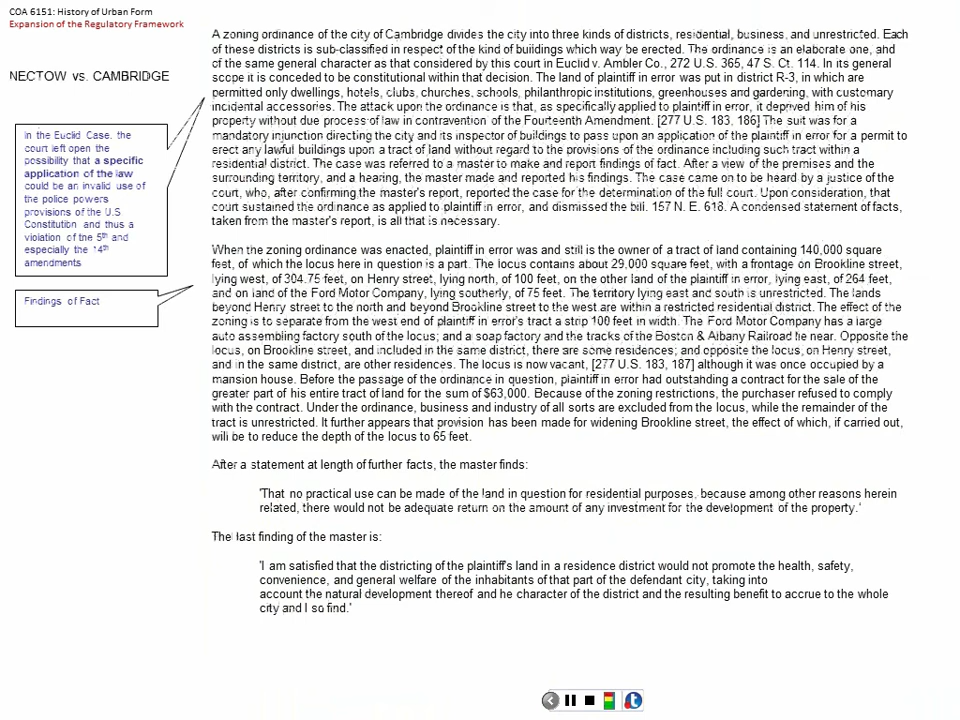 COA 6151: History of Urban Form
Expansion of the Regulatory Framework
NECTOW vs. CAMBRIDGE
In the Euclid Case, the
court left open the
possibility that a specific
application of the law
could be an invalid use of
the police powers
provisions of the U.S
Constitution and thus a
violation of the 5th and
especially the 14th
amendments
Findings of Fact
A zoning ordinance of the city of Cambridge divides the city into three kinds of districts, residential, business, and unrestricted. Each
of these districts is sub-classified in respect of the kind of buildings which way be erected. The ordinance is an elaborate one, and
of the same general character as that considered by this court in Euclid v. Ambler Co., 272 U.S. 365, 47 S. Ct. 114. In its general
scope it is conceded to be constitutional within that decision. The land of plaintiff in error was put in district R-3, in which are
permitted only dwellings, hotels, clubs, churches, schools, philanthropic institutions, greenhouses and gardening, with customary
incidental accessories. The attack upon the ordinance is that, as specifically applied to plaintiff in error, it deprived him of his
property without due process of law in contravention of the Fourteenth Amendment. [277 U.S. 183, 186] The suit was for a
mandatory injunction directing the city and its inspector of buildings to pass upon an application of the plaintiff in error for a permit to
erect any lawful buildings upon a tract of land without regard to the provisions of the ordinance including such tract within a
residential district. The case was referred to a master to make and report findings of fact. After a view of the premises and the
surrounding territory, and a hearing, the master made and reported his findings. The case came on to be heard by a justice of the
court, who, after confirming the master's report, reported the case for the determination of the full court. Upon consideration, that
court sustained the ordinance as applied to plaintiff in error, and dismissed the bill. 157 N. E. 618. A condensed statement of facts,
taken from the master's report, is all that is necessary.
When the zoning ordinance was enacted, plaintiff in error was and still is the owner of a tract of land containing 140,000 square
feet, of which the locus here in question is a part. The locus contains about 29,000 square feet, with a frontage on Brookline street,
lying west, of 304.75 feet, on Henry street, lying north, of 100 feet, on the other land of the plaintiff in error, lying east, of 264 feet,
and on land of the Ford Motor Company, lying southerly, of 75 feet. The territory lying east and south is unrestricted. The lands
beyond Henry street to the north and beyond Brookline street to the west are within a restricted residential district. The effect of the
zoning is to separate from the west end of plaintiff in error's tract a strip 100 feet in width. The Ford Motor Company has a large
auto assembling factory south of the locus; and a soap factory and the tracks of the Boston & Albany Railroad lie near. Opposite the
locus, on Brookline street, and included in the same district, there are some residences; and opposite the locus, on Henry street,
and in the same district, are other residences. The locus is now vacant, [277 U.S. 183, 187] although it was once occupied by a
mansion house. Before the passage of the ordinance in question, plaintiff in error had outstanding a contract for the sale of the
greater part of his entire tract of land for the sum of $63,000. Because of the zoning restrictions, the purchaser refused to comply
with the contract. Under the ordinance, business and industry of all sorts are excluded from the locus, while the remainder of the
tract is unrestricted. It further appears that provision has been made for widening Brookline street, the effect of which, if carried out,
will be to reduce the depth of the locus to 65 feet.
After a statement at length of further facts, the master finds:
'That no practical use can be made of the land in question for residential purposes, because among other reasons herein
related, there would not be adequate return on the amount of any investment for the development of the property.'
The last finding of the master is:
'I am satisfied that the districting of the plaintiff's land in a residence district would not promote the health, safety,
convenience, and general welfare of the inhabitants of that part of the defendant city, taking into
account the natural development thereof and he character of the district and the resulting benefit to accrue to the whole
city and I so find.'